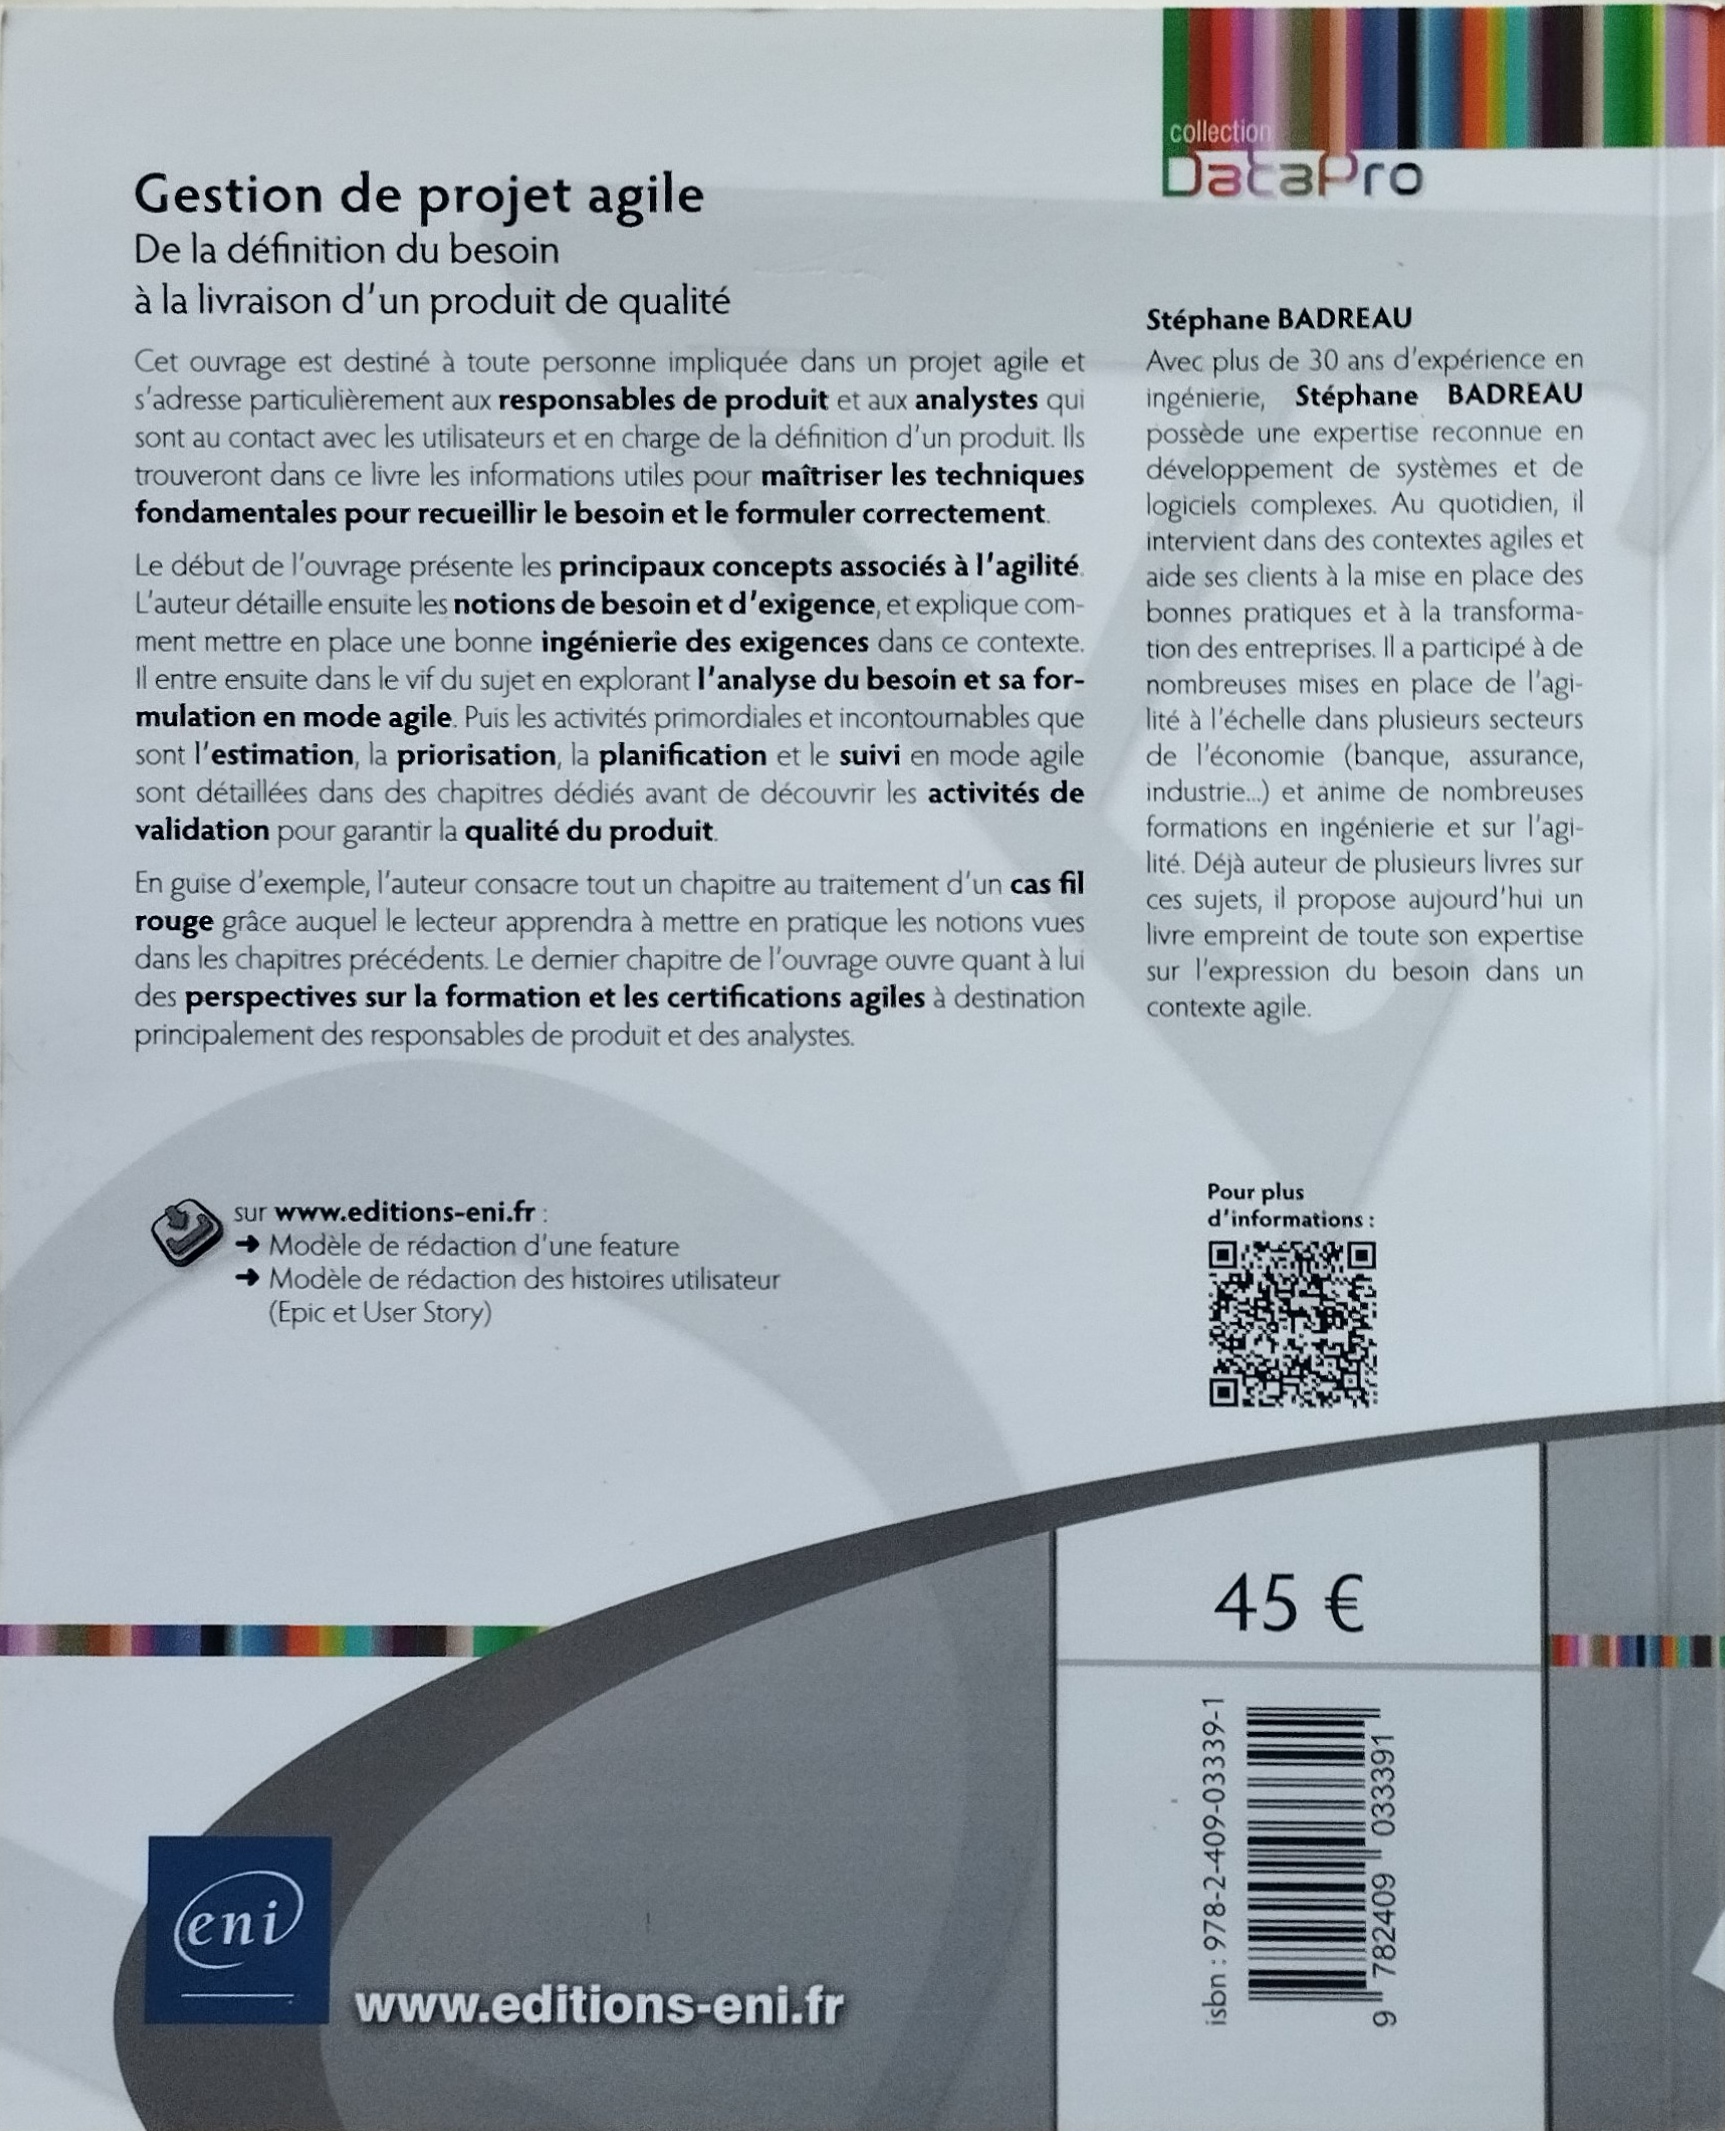 collection
DataPro
Gestion de projet agile
De la définition du besoin
à la livraison d'un produit de qualité
Cet ouvrage est destiné à toute personne impliquée dans un projet agile et
s'adresse particulièrement aux responsables de produit et aux analystes qui
sont au contact avec les utilisateurs et en charge de la définition d'un produit. Ils
trouveront dans ce livre les informations utiles pour maîtriser les techniques
fondamentales pour recueillir le besoin et le formuler correctement.
Le début de l'ouvrage présente les principaux concepts associés à l'agilité.
L'auteur détaille ensuite les notions de besoin et d'exigence, et explique com-
ment mettre en place une bonne ingénierie des exigences dans ce contexte.
Il entre ensuite dans le vif du sujet en explorant l'analyse du besoin et sa for-
mulation en mode agile. Puis les activités primordiales et incontournables que
sont l'estimation, la priorisation, la planification et le suivi en mode agile
sont détaillées dans des chapitres dédiés avant de découvrir les activités de
validation pour garantir la qualité du produit.
En guise d'exemple, l'auteur consacre tout un chapitre au traitement d'un cas fil
rouge grâce auquel le lecteur apprendra à mettre en pratique les notions vues
dans les chapitres précédents. Le dernier chapitre de l'ouvrage ouvre quant à lui
des perspectives sur la formation et les certifications agiles à destination
principalement des responsables de produit et des analystes.
Stéphane BADREAU
Avec plus de 30 ans d'expérience en
ingénierie, Stéphane BADREAU
possède une expertise reconnue en
développement de systèmes et de
logiciels complexes. Au quotidien, il
intervient dans des contextes agiles et
aide ses clients à la mise en place des
bonnes pratiques et à la transforma-
tion des entreprises. Il a participé à de
nombreuses mises en place de l'agi-
lité à l'échelle dans plusieurs secteurs
de l'économie (banque, assurance,
industrie...) et anime de nombreuses
formations en ingénierie et sur l'agi-
lité. Déjà auteur de plusieurs livres sur
ces sujets, il propose aujourd'hui un
livre empreint de toute son expertise
sur l'expression du besoin dans un
contexte agile.
sur www.editions-eni.fr :
➔ Modèle de rédaction d'une feature
➔ Modèle de rédaction des histoires utilisateur
(Epic et User Story)
Pour plus
d'informations :
45 €
isbn : 978-2-409-03339-1
9 782409 033391
eni
www.editions-eni.fr